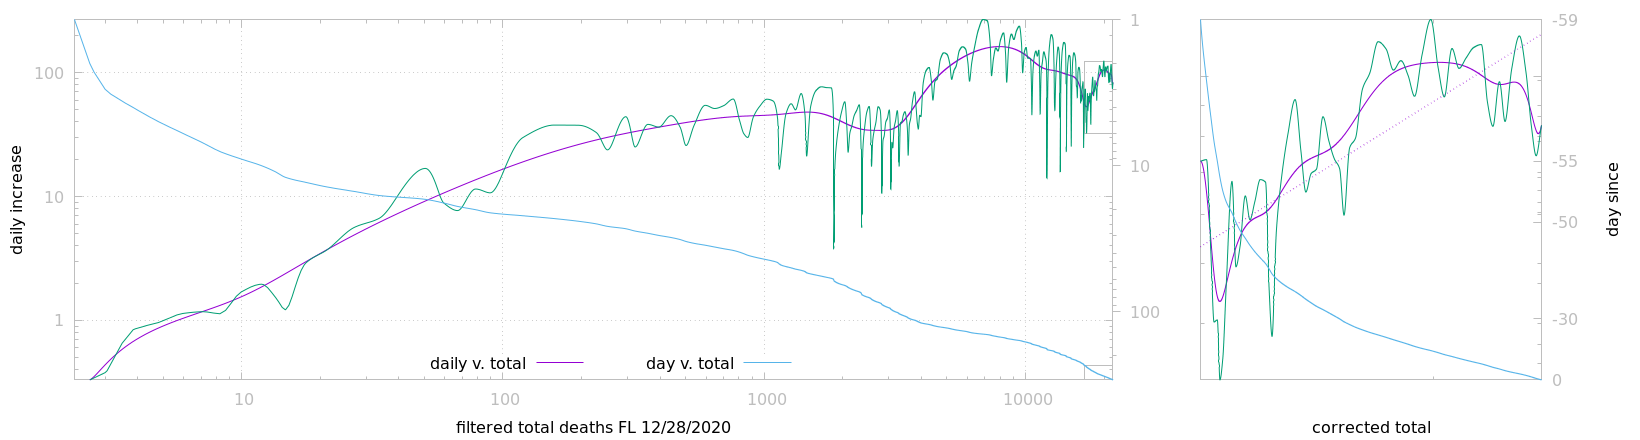 daily increase
100
10
1
daily v. total
day v. total
10
100
1000
10000
filtered total deaths FL 12/28/2020
1
10
100
-59
-55
-50
-30
0
day since
corrected total